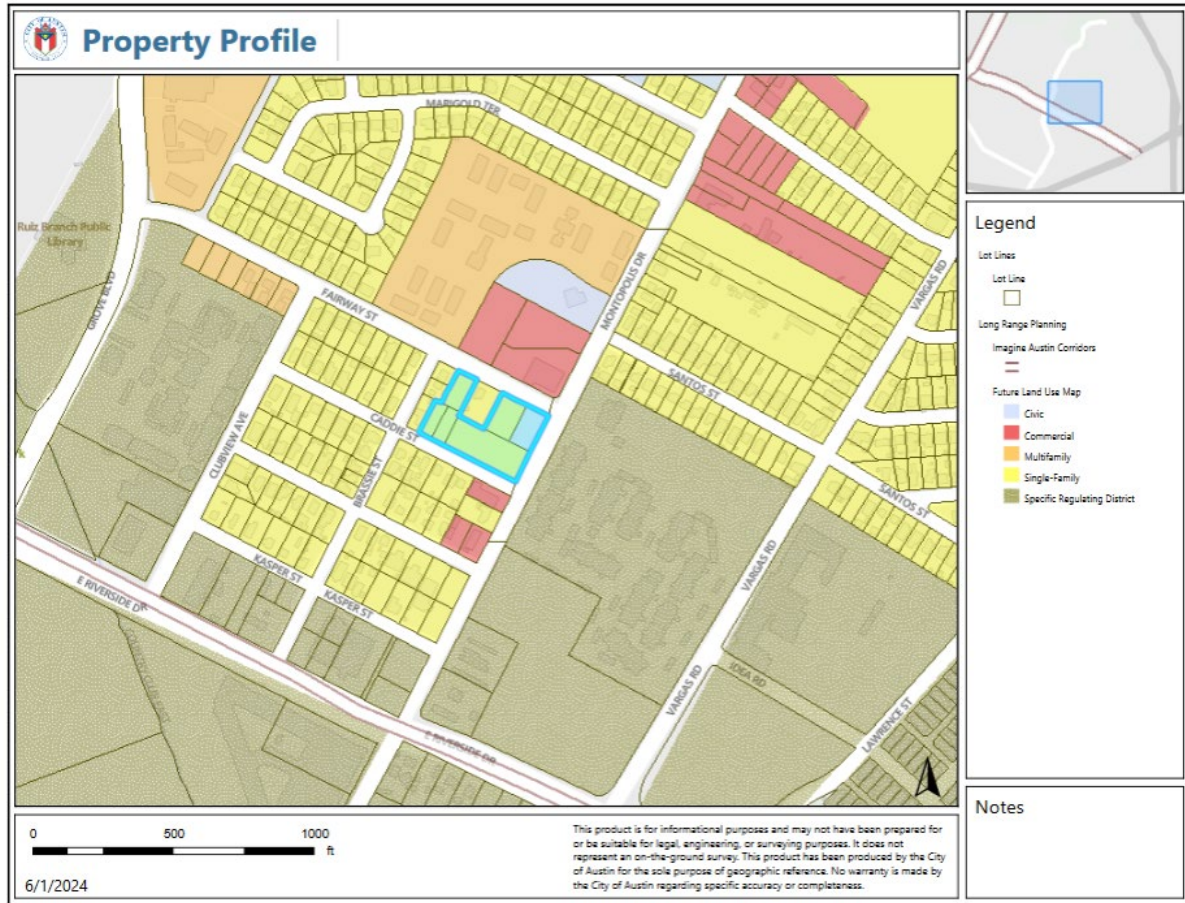 Property Profile
MARIGOLD TER
Ruiz Branch Public
Library
GROVE BLVD
FAIRWAY ST
MONTOPOLIS DR
VARGAS RD
SANTOS ST
CADDIE ST
CLUBVIEW AVE
BRASSIE ST
SANTOS ST
KASPER ST
KASPER ST
VARGAS RD
E RIVERSIDE DR
IDEA RD
VARGAS RD
LAWRENCE ST
E RIVERSIDE DR
Legend
Lot Lines
Lot Line
Long Range Planning
Imagine Austin Corridors
Future Land Use Map
Civic
Commercial
Multifamily
Single-Family
Specific Regulating District
Notes
0 500 1000
ft
6/1/2024
This product is for informational purposes and may not have been prepared for
or be suitable for legal, engineering, or surveying purposes. It does not
represent an on-the-ground survey. This product has been produced by the City
of Austin for the sole purpose of geographic reference. No warranty is made by
the City of Austin regarding specific accuracy or completeness.